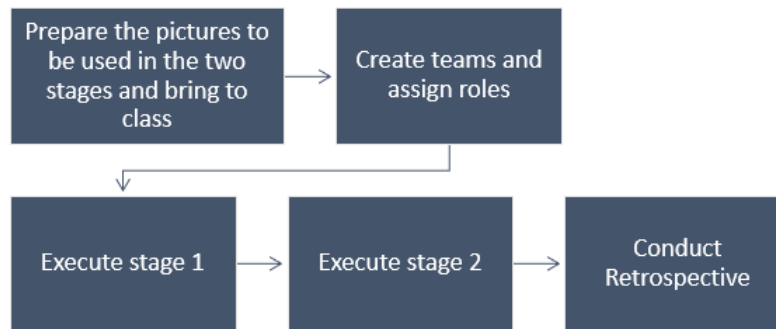 Prepare the pictures to
be used in the two
stages and bring to
class
Create teams and
assign roles
Execute stage 1
Execute stage 2
Conduct
Retrospective